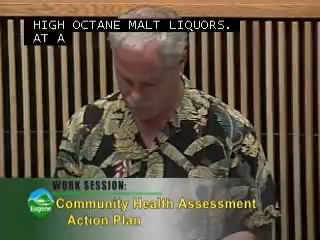 HIGH OCTANE MALT LIQUORS.
AT A
WORK SESSION:
Community Health Assessment
Action Plan
Eugene